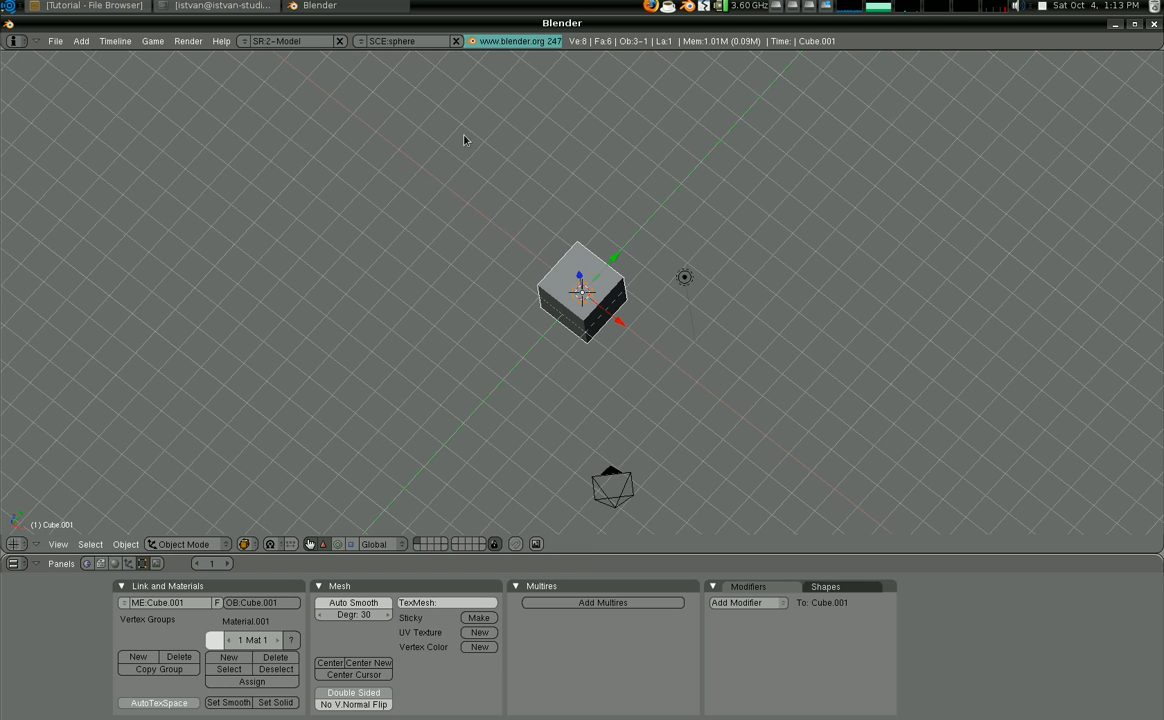 [Tutorial - File Browser] [istvan@istvan-studi... Blender 3.60 GHz Sat Oct 4, 1:13 PM
Blender
File Add Timeline Game Render Help SR:2-Model X SCE:sphere X www.blender.org 247 Ve:8 | Fa:6 | Ob:3-1 | La:1 | Mem:1.01M (0.09M) | Time: | Cube.001
(1) Cube.001
View Select Object Object Mode Global
Panels 1
Link and Materials Mesh Multires Modifiers Shapes
ME:Cube.001 F OB:Cube.001 Auto Smooth TexMesh: Add Multires Add Modifier To: Cube.001
Degr: 30
Vertex Groups Material.001 Sticky Make
UV Texture New
1 Mat 1 ? Vertex Color New
New Delete New Delete Center Center New
Copy Group Select Deselect Center Cursor
Assign
Double Sided
AutoTexSpace Set Smooth Set Solid No V.Normal Flip